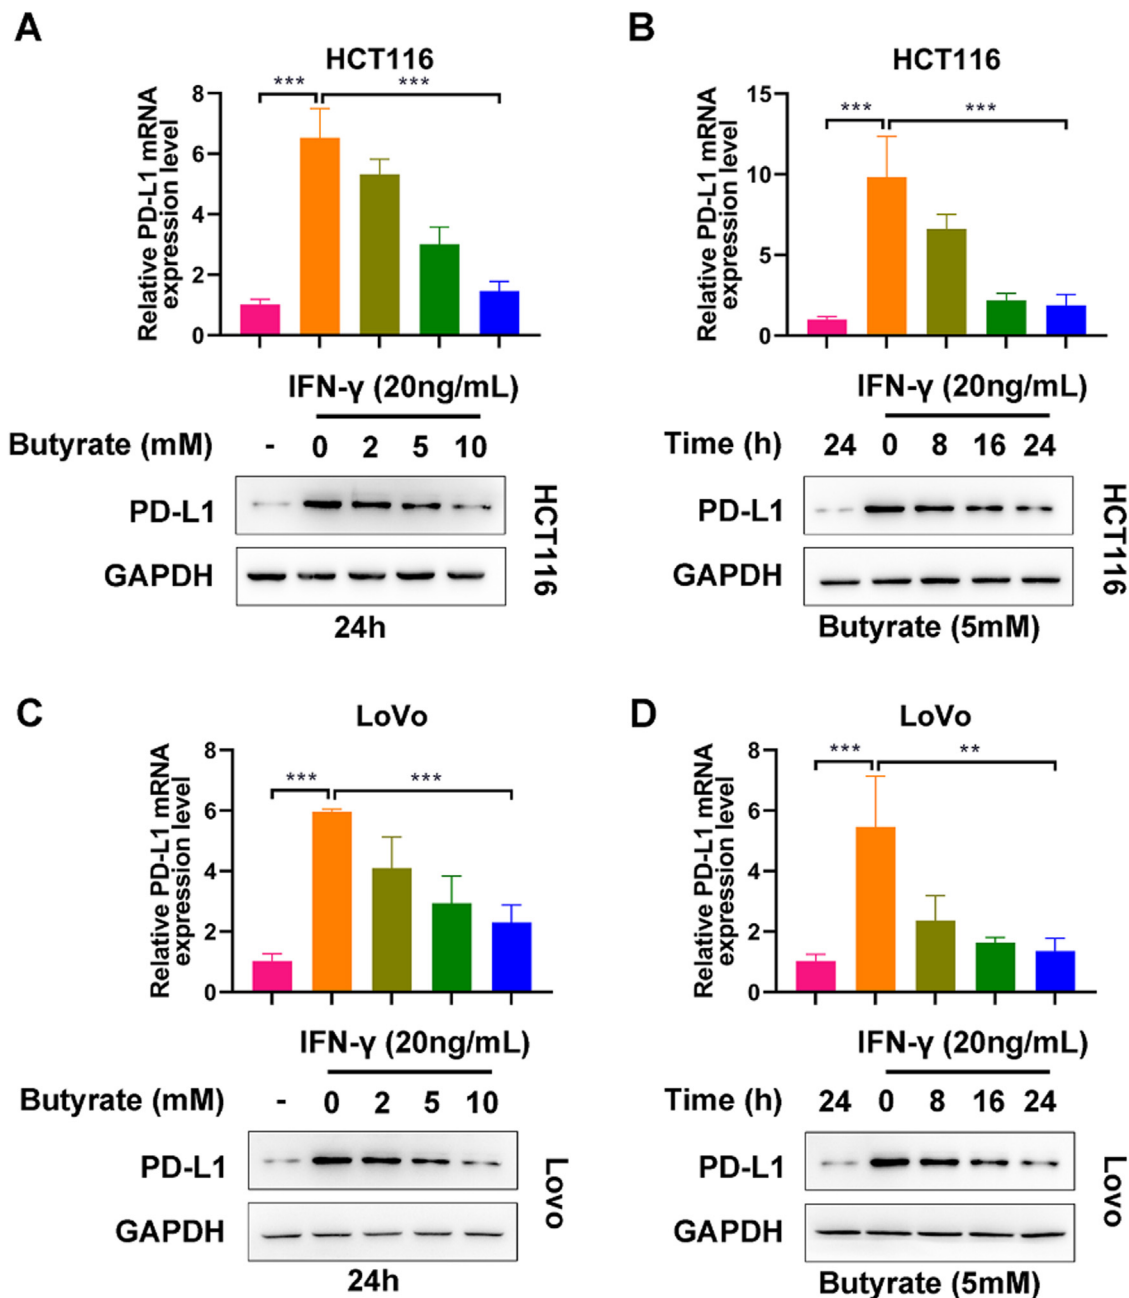 A
HCT116
*** ***
Relative PD-L1 mRNA
expression level
8
6
4
2
0
IFN-γ (20ng/mL)
Butyrate (mM) - 0 2 5 10
PD-L1
GAPDH
HCT116
24h
B
HCT116
*** ***
Relative PD-L1 mRNA
expression level
15
10
5
0
IFN-γ (20ng/mL)
Time (h) 24 0 8 16 24
PD-L1
GAPDH
HCT116
Butyrate (5mM)
C
LoVo
*** ***
Relative PD-L1 mRNA
expression level
8
6
4
2
0
IFN-γ (20ng/mL)
Butyrate (mM) - 0 2 5 10
PD-L1
GAPDH
Lovo
24h
D
LoVo
*** **
Relative PD-L1 mRNA
expression level
8
6
4
2
0
IFN-γ (20ng/mL)
Time (h) 24 0 8 16 24
PD-L1
GAPDH
Lovo
Butyrate (5mM)